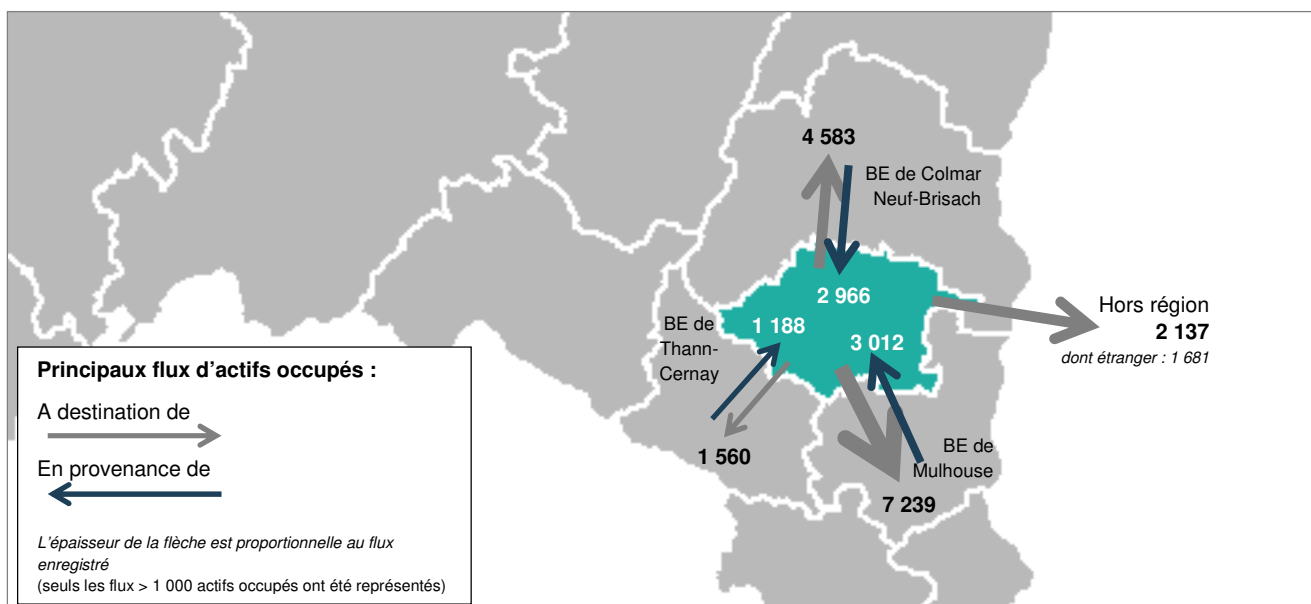 4 583
BE de Colmar
Neuf-Brisach
2 966
BE de
Thann-
Cernay
1 188
3 012
Hors région
2 137
dont étranger : 1 681
1 560
BE de
Mulhouse
7 239
Principaux flux d'actifs occupés :
A destination de
En provenance de
L'épaisseur de la flèche est proportionnelle au flux
enregistré
(seuls les flux > 1 000 actifs occupés ont été représentés)